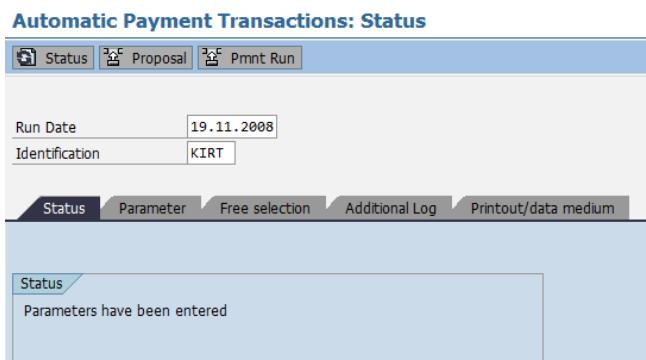 Automatic Payment Transactions: Status
Status Proposal Pmnt Run
Run Date 19.11.2008
Identification KIRT
Status Parameter Free selection Additional Log Printout/data medium
Status
Parameters have been entered